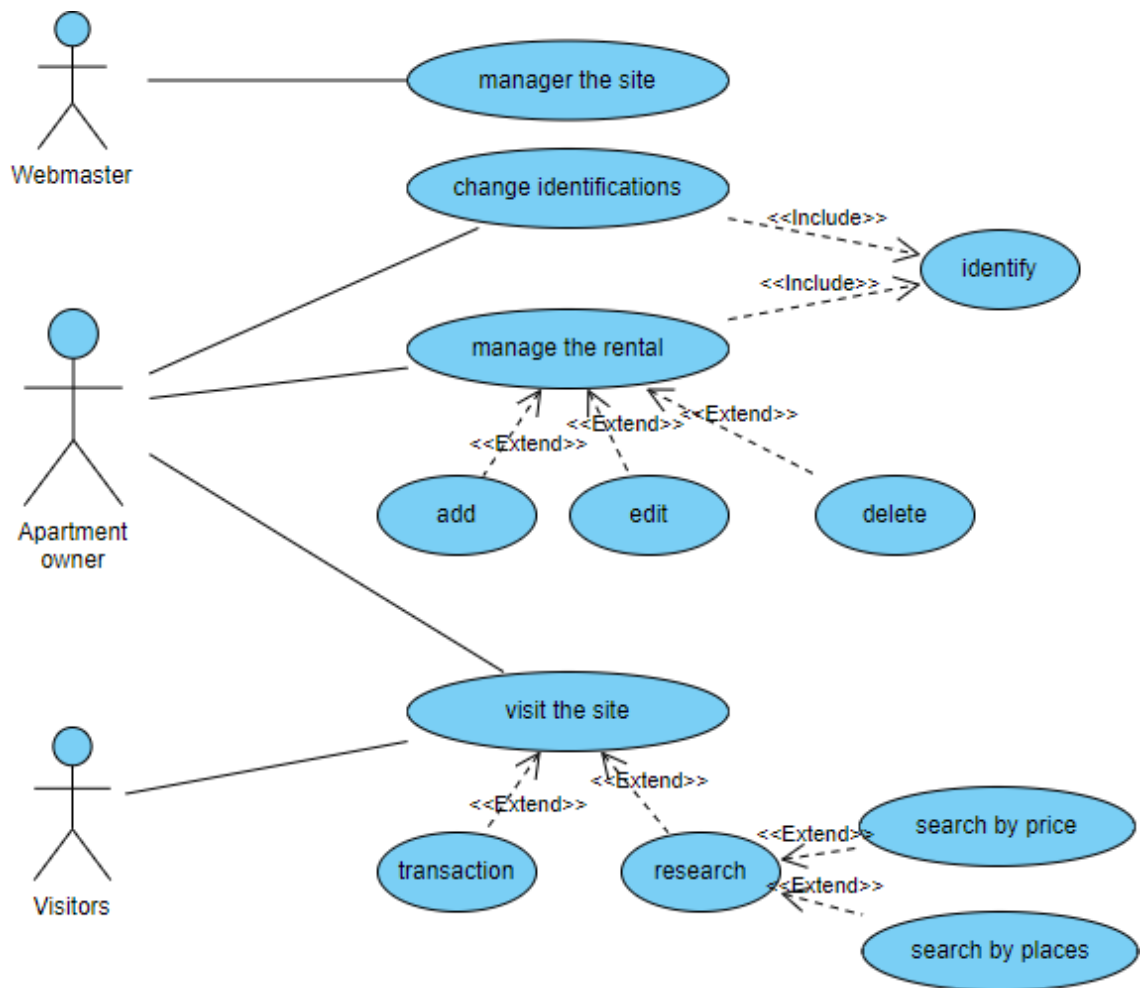 manager the site
Webmaster
change identifications
<<Include>>
identify
<<Include>>
manage the rental
<<Extend>>
<<Extend>>
<<Extend>>
add
edit
delete
Apartment
owner
visit the site
<<Extend>>
<<Extend>>
<<Extend>>
search by price
transaction
research
<<Extend>>
Visitors
search by places